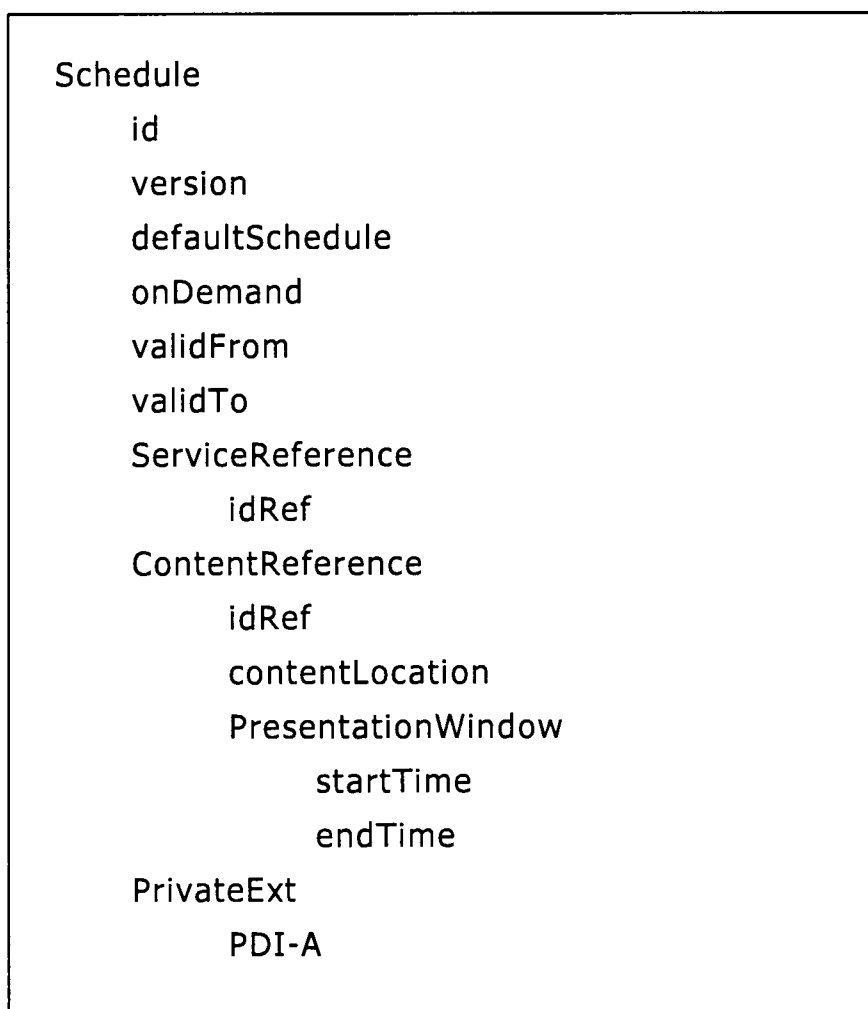 Schedule
id
version
defaultSchedule
onDemand
validFrom
validTo
ServiceReference
idRef
ContentReference
idRef
contentLocation
PresentationWindow
startTime
endTime
PrivateExt
PDI-A